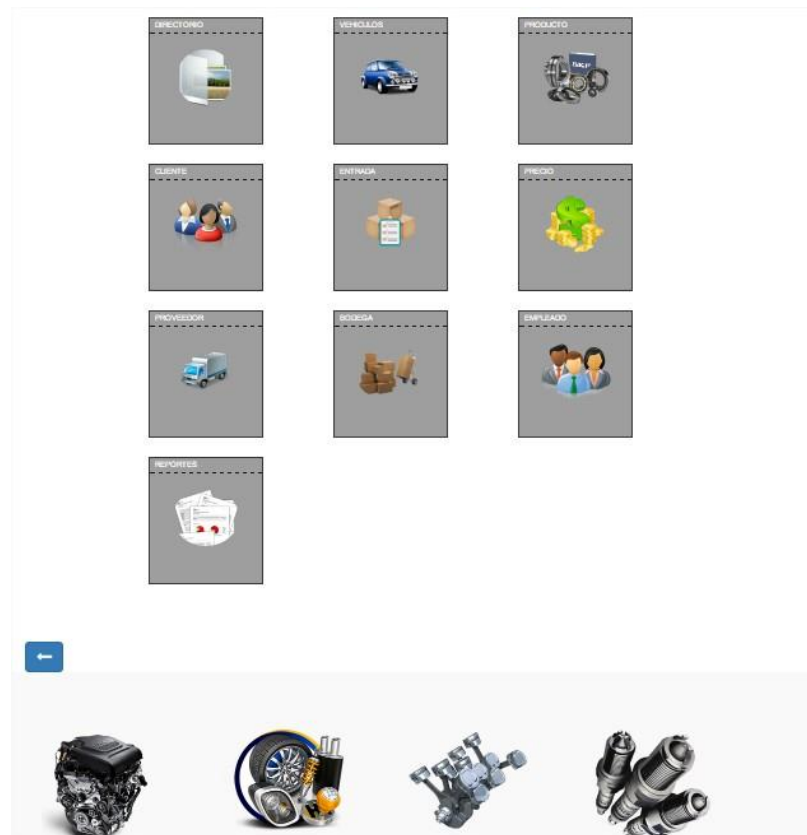 DIRECTORIO
VEHICULOS
PRODUCTO
CLIENTE
ENTRADA
PRECIO
PROVEEDOR
BODEGA
EMPLEADO
REPORTES